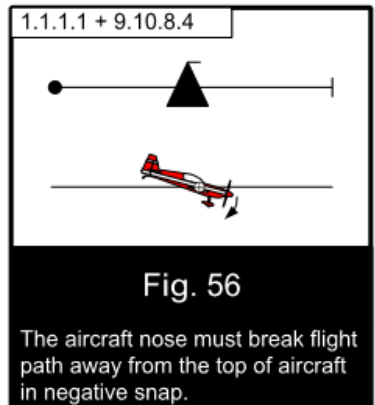 1.1.1.1 + 9.10.8.4
Fig. 56
The aircraft nose must break flight
path away from the top of aircraft
in negative snap.